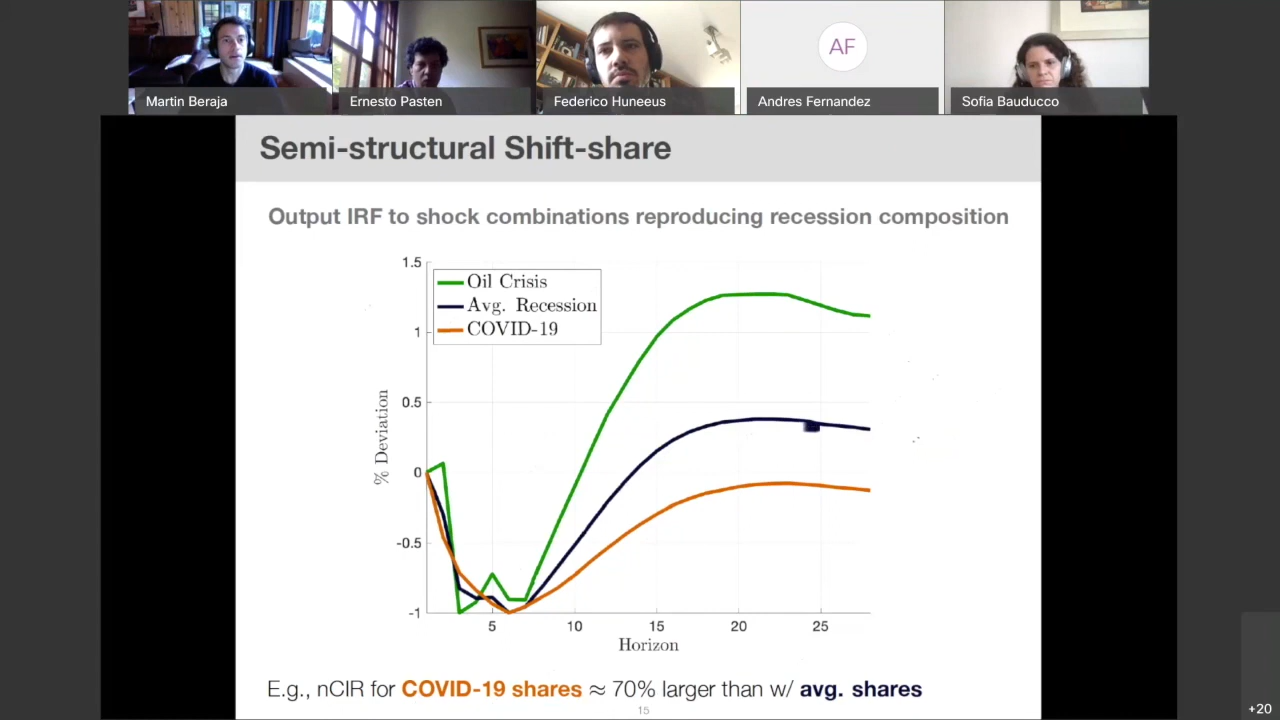 Martin Beraja
Ernesto Pasten
Federico Huneeus
AF
Andres Fernandez
Sofia Bauducco
Semi-structural Shift-share
Output IRF to shock combinations reproducing recession composition
Oil Crisis
Avg. Recession
COVID-19
1.5
1
0.5
0
-0.5
-1
% Deviation
5
10
15
20
25
Horizon
E.g., nCIR for COVID-19 shares ≈ 70% larger than w/ avg. shares
15
+20